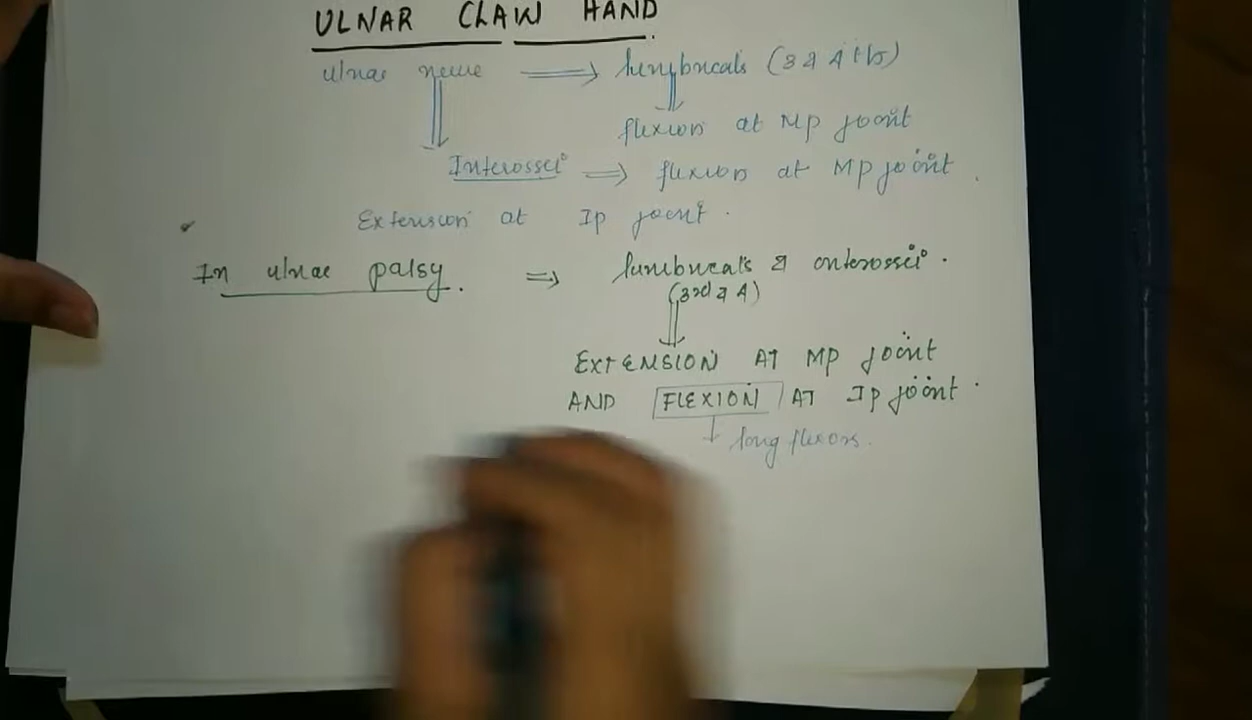 ULNAR CLAW HAND
ulnar nerve ⇒ lumbricals (3 & 4th)
flexion at MP joint
Interossei ⇒ flexion at MP joint.
Extension at Ip joint.
In ulnar palsy. ⇒ lumbricals & interossei.
(3rd & 4)
EXTENSION AT MP joint
AND FLEXION AT Ip joint.
↓ long flexors.